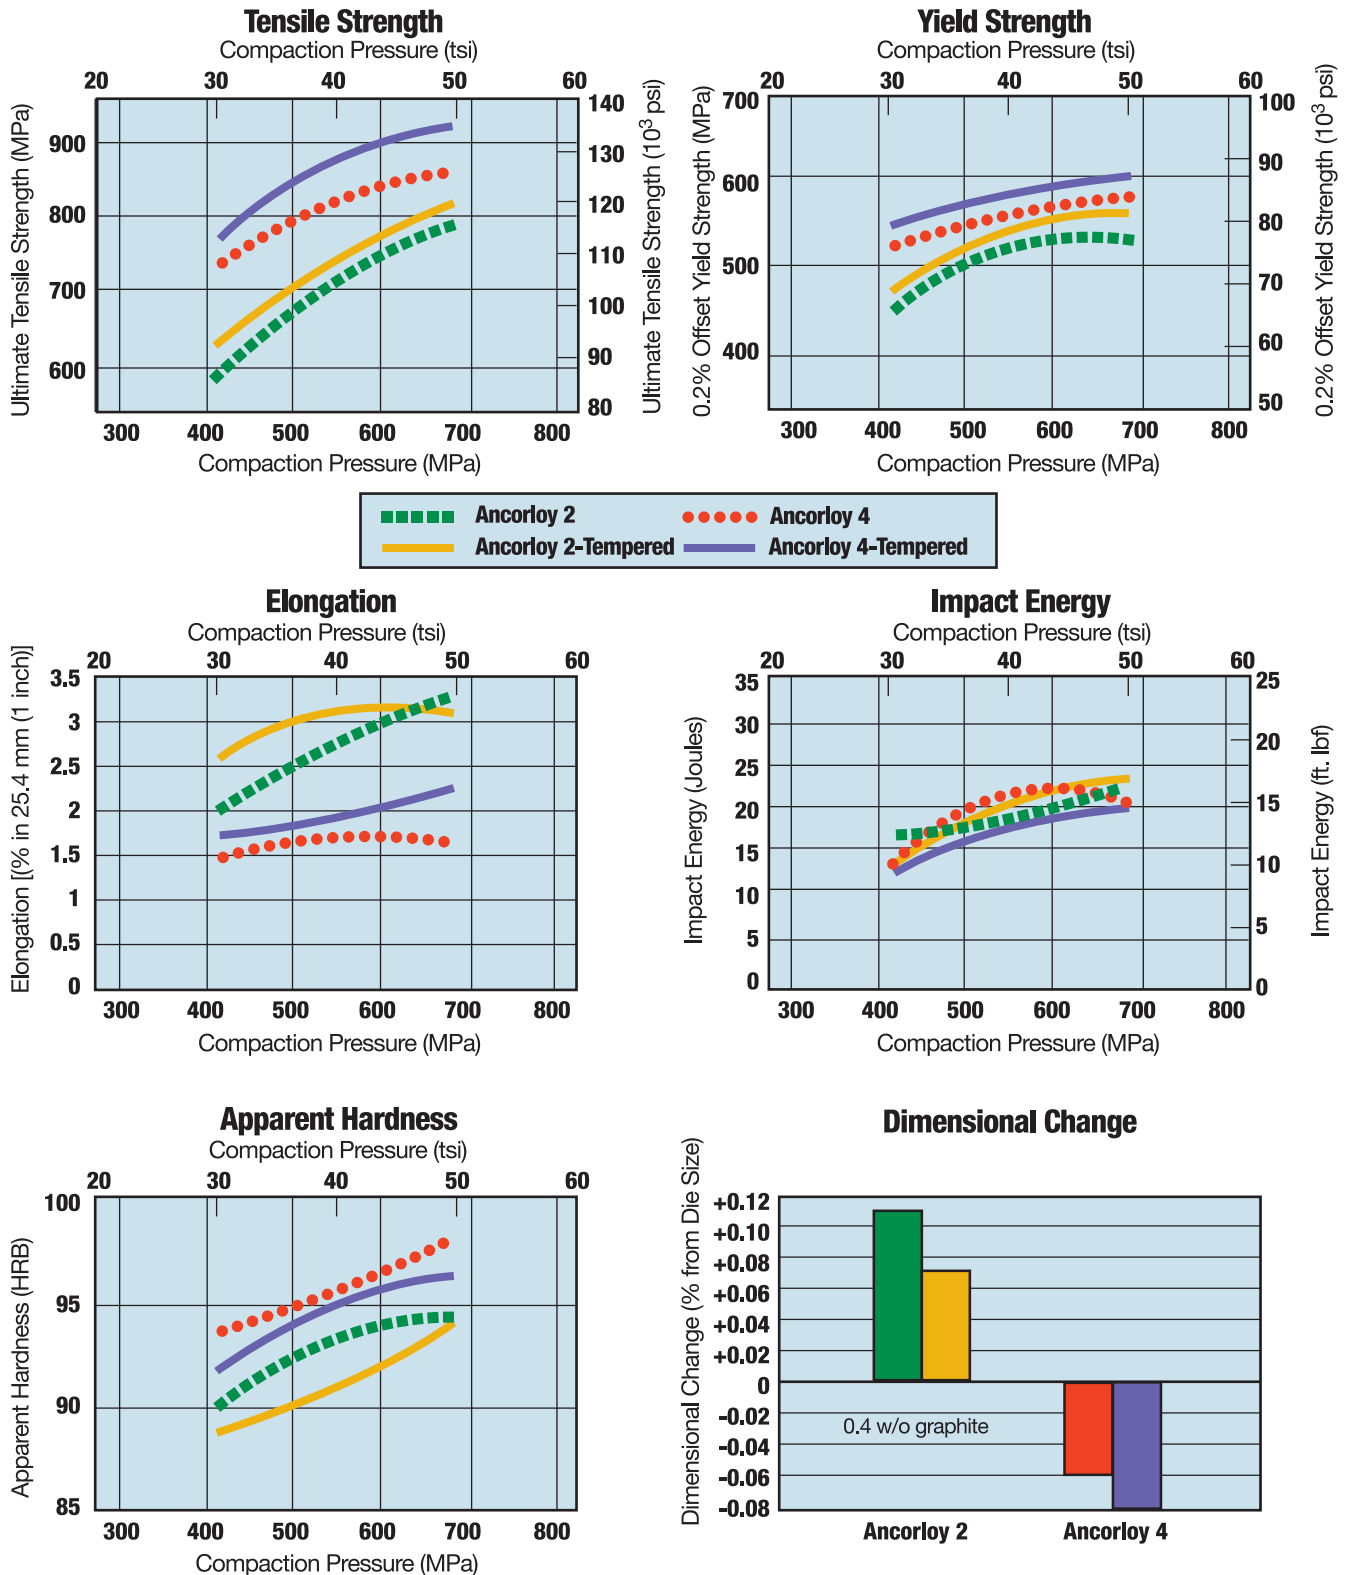 Tensile Strength
Compaction Pressure (tsi)
20 30 40 50 60
Ultimate Tensile Strength (MPa)
900
800
700
600
140
130
120
110
100
90
80
Ultimate Tensile Strength (10³ psi)
300 400 500 600 700 800
Compaction Pressure (MPa)
Yield Strength
Compaction Pressure (tsi)
20 30 40 50 60
0.2% Offset Yield Strength (MPa)
700
600
500
400
100
90
80
70
60
50
0.2% Offset Yield Strength (10³ psi)
300 400 500 600 700 800
Compaction Pressure (MPa)
Ancorloy 2
Ancorloy 4
Ancorloy 2-Tempered
Ancorloy 4-Tempered
Elongation
Compaction Pressure (tsi)
20 30 40 50 60
Elongation [(% in 25.4 mm (1 inch)]
3.5
3
2.5
2
1.5
1
0.5
0
300 400 500 600 700 800
Compaction Pressure (MPa)
Impact Energy
Compaction Pressure (tsi)
20 30 40 50 60
Impact Energy (Joules)
35
30
25
20
15
10
5
0
25
20
15
10
5
0
Impact Energy (ft. lbf)
300 400 500 600 700 800
Compaction Pressure (MPa)
Apparent Hardness
Compaction Pressure (tsi)
20 30 40 50 60
Apparent Hardness (HRB)
100
95
90
85
300 400 500 600 700 800
Compaction Pressure (MPa)
Dimensional Change
Dimensional Change (% from Die Size)
+0.12
+0.10
+0.08
+0.06
+0.04
+0.02
0
-0.02
-0.04
-0.06
-0.08
0.4 w/o graphite
Ancorloy 2
Ancorloy 4